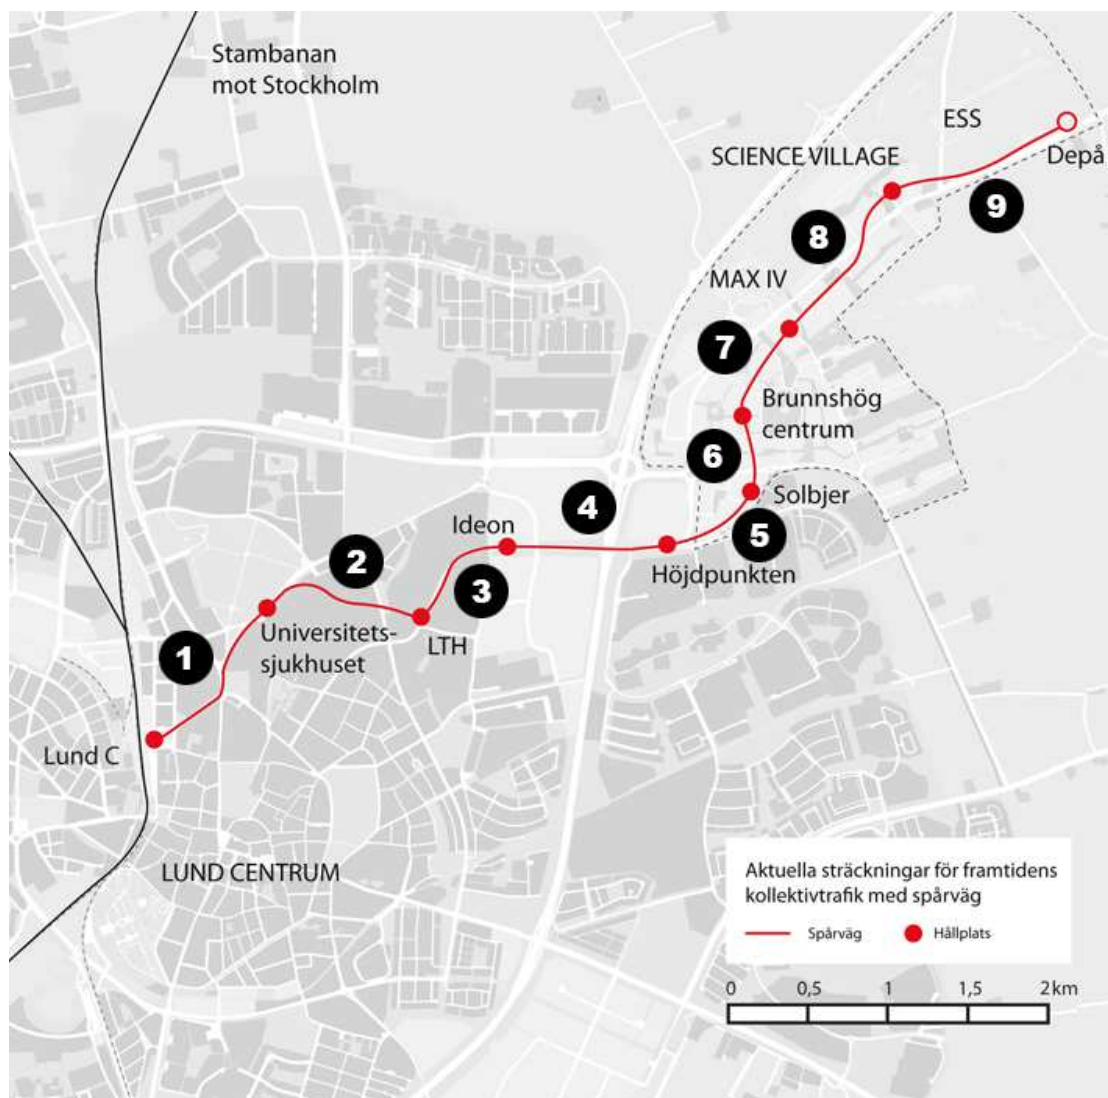 Stambanan
mot Stockholm
ESS
Depå
SCIENCE VILLAGE
9
8
MAX IV
7
Brunnshög
centrum
6
Solbjer
4
5
Ideon
Höjdpunkten
2
3
Universitets-
sjukhuset
LTH
1
Lund C
LUND CENTRUM
Aktuella sträckningar för framtidens
kollektivtrafik med spårväg
Spårväg
Hållplats
0 0,5 1 1,5 2 km